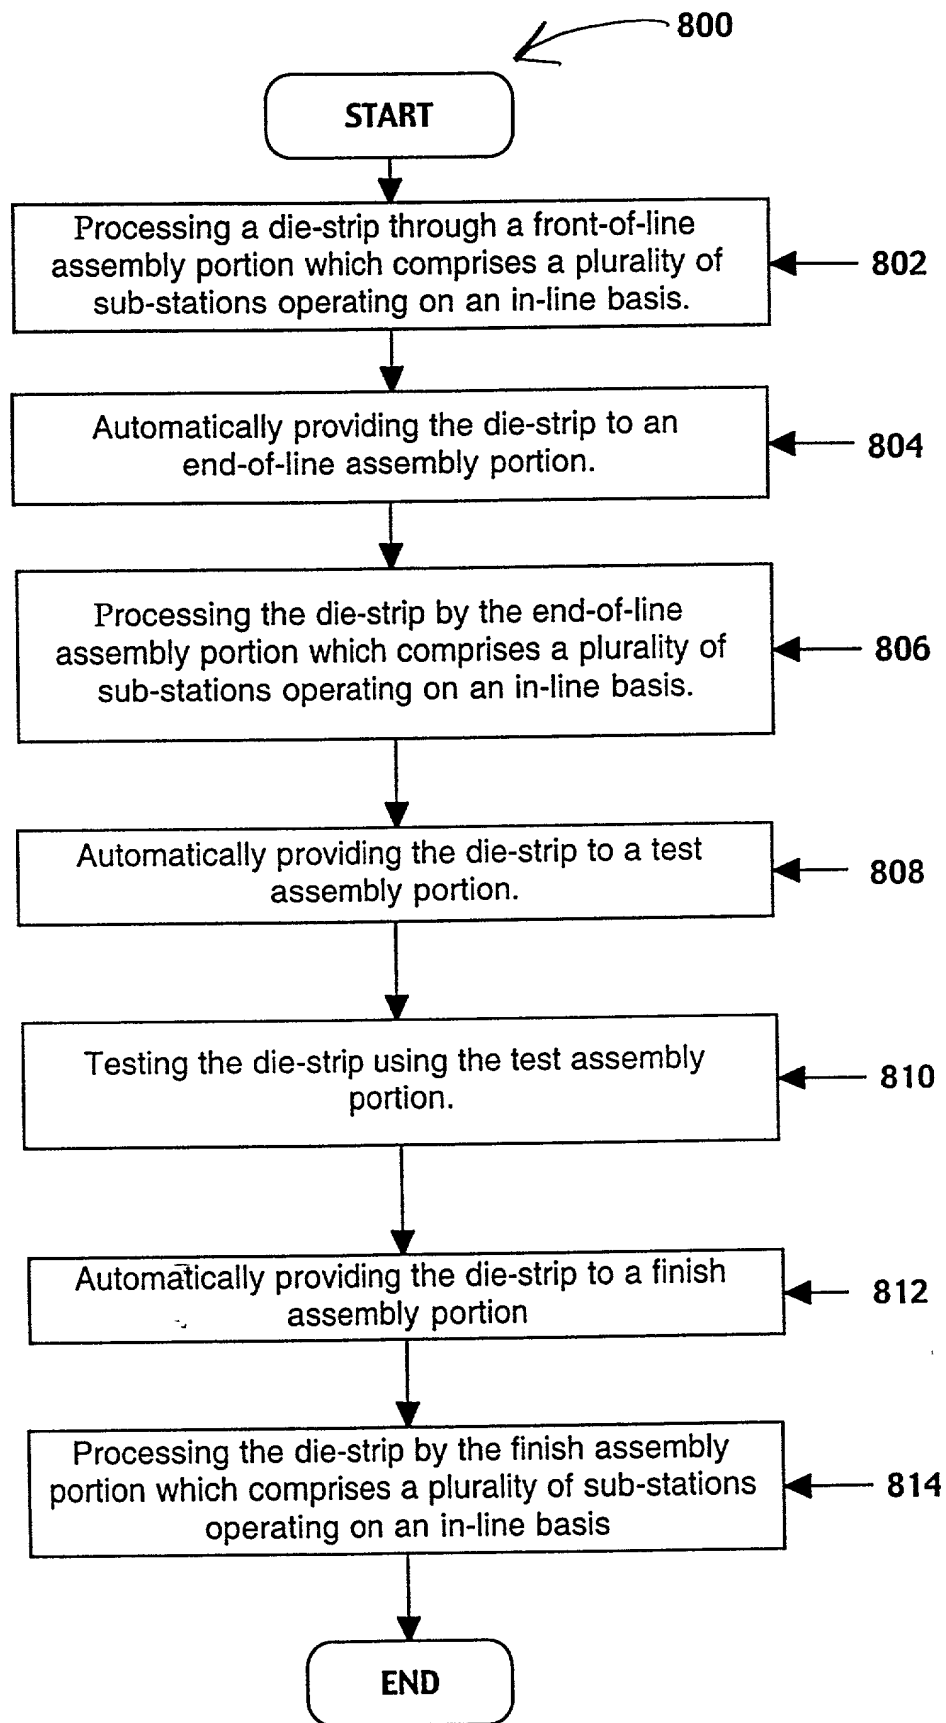 800
START
Processing a die-strip through a front-of-line
assembly portion which comprises a plurality of
sub-stations operating on an in-line basis.
802
Automatically providing the die-strip to an
end-of-line assembly portion.
804
Processing the die-strip by the end-of-line
assembly portion which comprises a plurality of
sub-stations operating on an in-line basis.
806
Automatically providing the die-strip to a test
assembly portion.
808
Testing the die-strip using the test assembly
portion.
810
Automatically providing the die-strip to a finish
assembly portion
812
Processing the die-strip by the finish assembly
portion which comprises a plurality of sub-stations
operating on an in-line basis
814
END